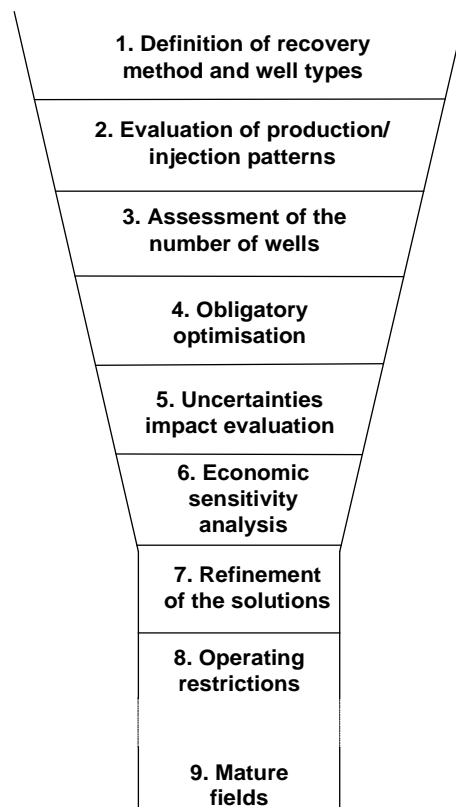 1. Definition of recovery
method and well types
2. Evaluation of production/
injection patterns
3. Assessment of the
number of wells
4. Obligatory
optimisation
5. Uncertainties
impact evaluation
6. Economic
sensitivity
analysis
7. Refinement
of the solutions
8. Operating
restrictions
9. Mature
fields